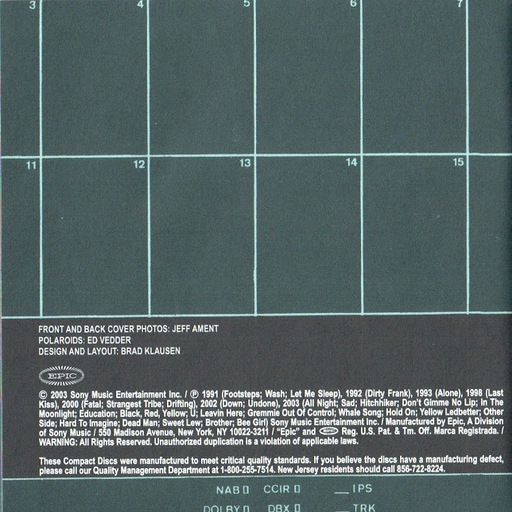 3 4 5 6 7
11 12 13 14 15
FRONT AND BACK COVER PHOTOS: JEFF AMENT
POLAROIDS: ED VEDDER
DESIGN AND LAYOUT: BRAD KLAUSEN
EPIC
© 2003 Sony Music Entertainment Inc. / ℗ 1991 (Footsteps; Wash; Let Me Sleep), 1992 (Dirty Frank), 1993 (Alone), 1998 (Last
Kiss), 2000 (Fatal; Strangest Tribe; Drifting), 2002 (Down; Undone), 2003 (All Night; Sad; Hitchhiker; Don't Gimme No Lip; In The
Moonlight; Education; Black, Red, Yellow; U; Leavin Here; Gremmie Out Of Control; Whale Song; Hold On; Yellow Ledbetter; Other
Side; Hard To Imagine; Dead Man; Sweet Lew; Brother; Bee Girl) Sony Music Entertainment Inc. / Manufactured by Epic, A Division
of Sony Music / 550 Madison Avenue, New York, NY 10022-3211 / "Epic" and EPIC Reg. U.S. Pat. & Tm. Off. Marca Registrada. /
WARNING: All Rights Reserved. Unauthorized duplication is a violation of applicable laws.
These Compact Discs were manufactured to meet critical quality standards. If you believe the discs have a manufacturing defect,
please call our Quality Management Department at 1-800-255-7514. New Jersey residents should call 856-722-8224.
NAB CCIR __IPS
DOLBY DBX __TRK